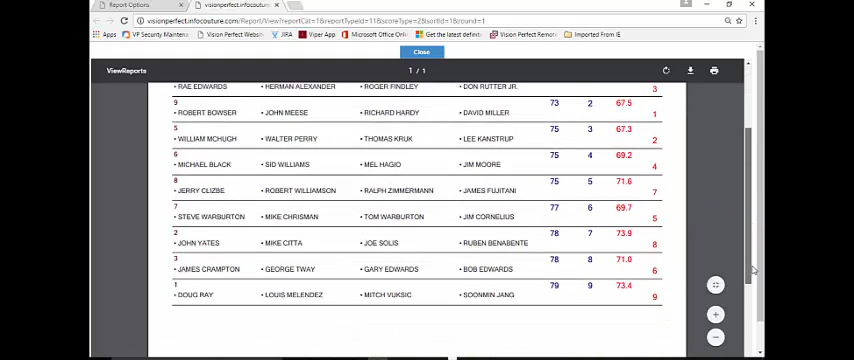 Report Options
visionperfect.infocouture.com
visionperfect.infocouture.com/Report/View?reportCat=1&reportTypeId=11&scoreType=2&sortId=1&round=1
Apps
VP Security Mainten
Vision Perfect Websit
JIRA
Viper App
Microsoft Office Onli
Get the latest definit
Vision Perfect Remot
Imported From IE
Close
ViewReports
1 / 1
• RAE EDWARDS • HERMAN ALEXANDER • ROGER FINDLEY • DON RUTTER JR. 3
9 73 2 67.5
• ROBERT BOWSER • JOHN MEESE • RICHARD HARDY • DAVID MILLER 1
5 75 3 67.3
• WILLIAM MCHUGH • WALTER PERRY • THOMAS KRUK • LEE KANSTRUP 2
6 75 4 69.2
• MICHAEL BLACK • SID WILLIAMS • MEL HAGIO • JIM MOORE 4
8 75 5 71.6
• JERRY CLIZBE • ROBERT WILLIAMSON • RALPH ZIMMERMANN • JAMES FUJITANI 7
7 77 6 69.7
• STEVE WARBURTON • MIKE CHRISMAN • TOM WARBURTON • JIM CORNELIUS 5
2 78 7 73.9
• JOHN YATES • MIKE CITTA • JOE SOLIS • RUBEN BENABENTE 8
3 78 8 71.0
• JAMES CRAMPTON • GEORGE TWAY • GARY EDWARDS • BOB EDWARDS 6
1 79 9 73.4
• DOUG RAY • LOUIS MELENDEZ • MITCH VUKSIC • SOONMIN JANG 9